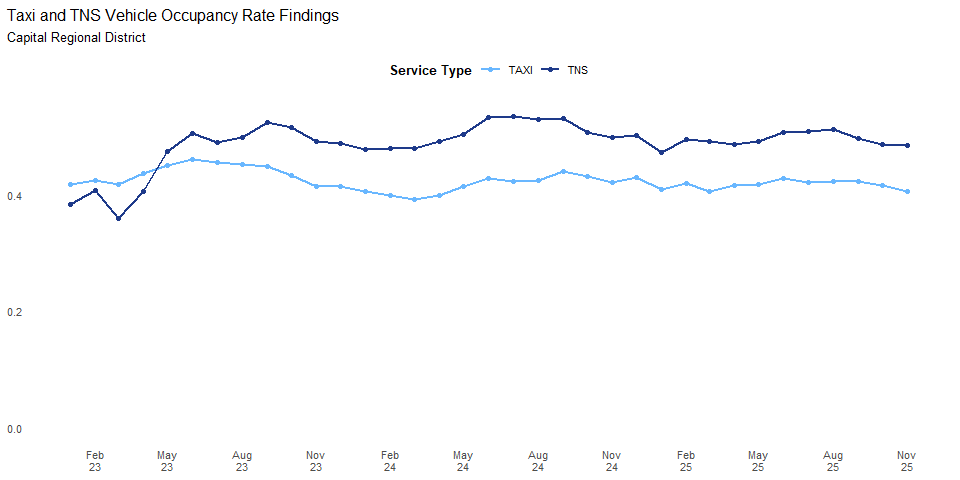 Taxi and TNS Vehicle Occupancy Rate Findings
Capital Regional District
Service Type TAXI TNS
0.4
0.2
0.0
Feb May Aug Nov Feb May Aug Nov Feb May Aug Nov
23 23 23 23 24 24 24 24 25 25 25 25